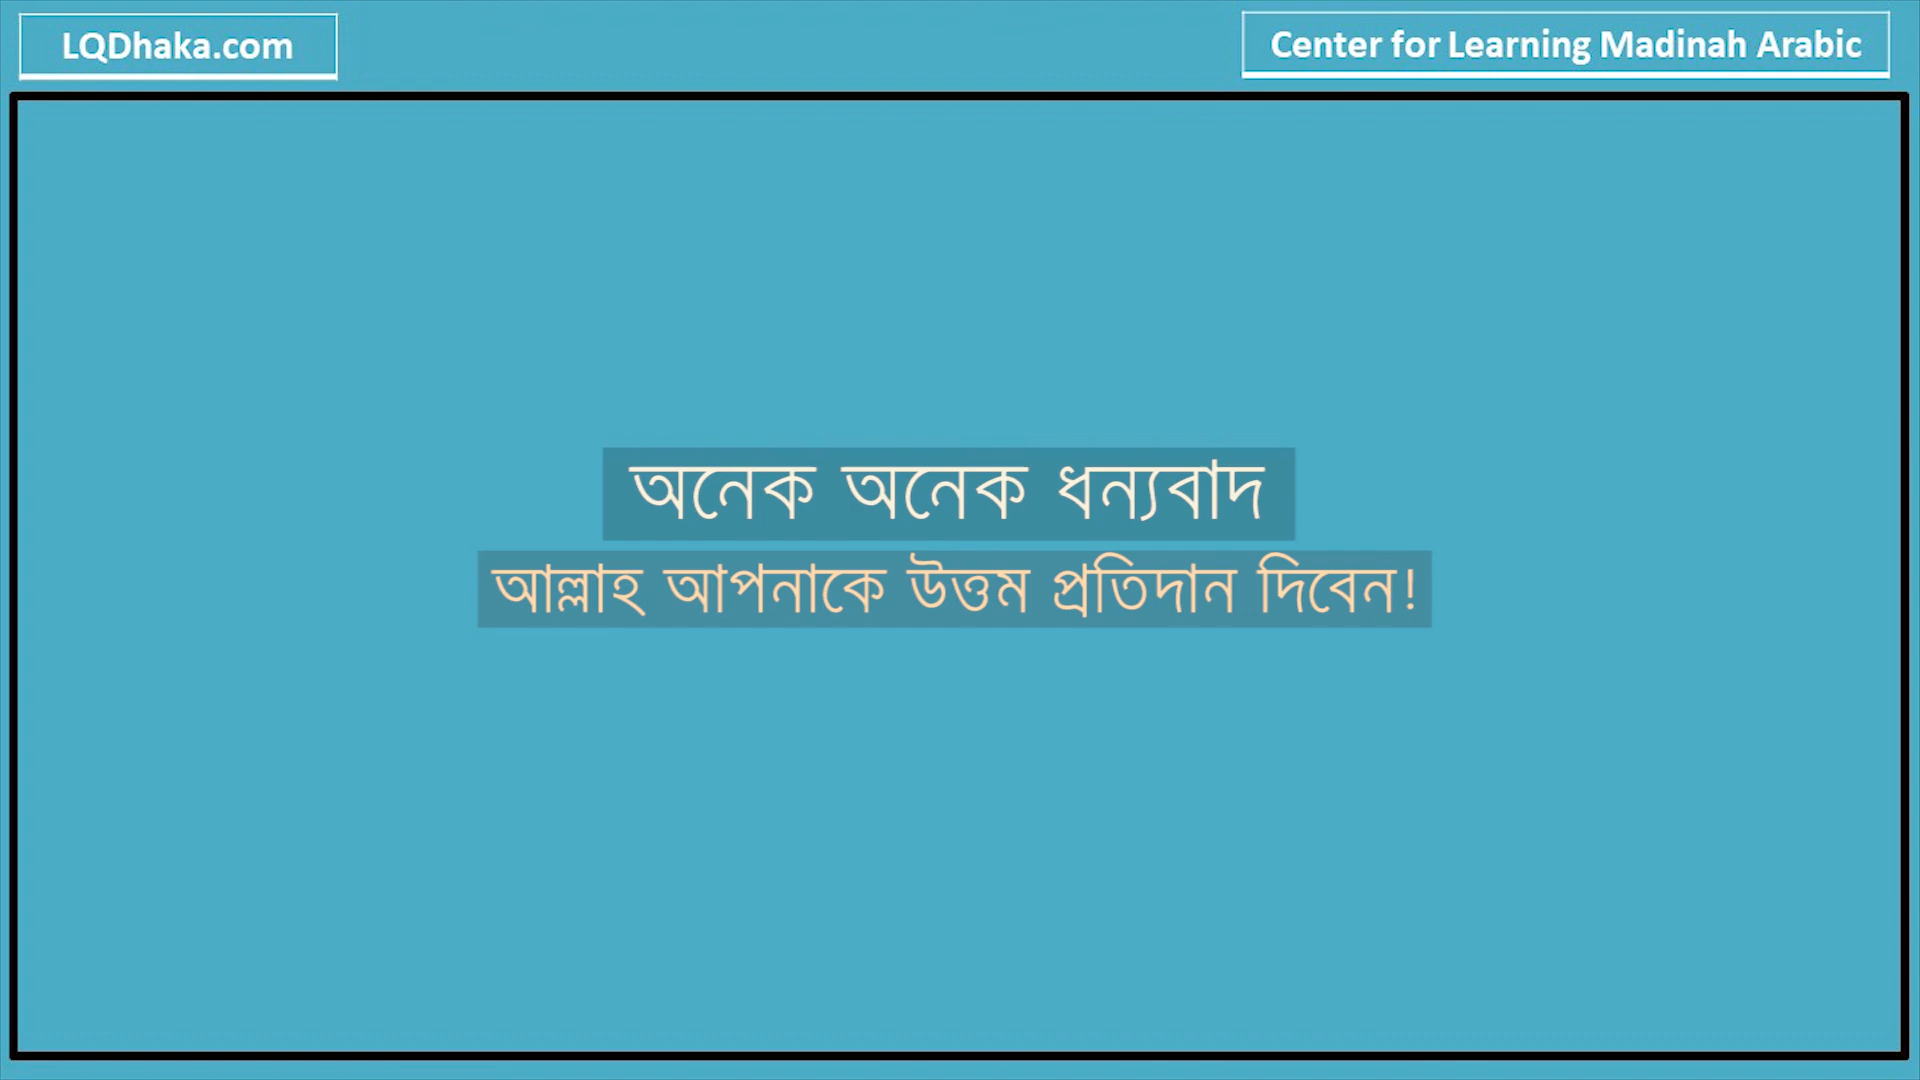 LQDhaka.com
Center for Learning Madinah Arabic
অনেক অনেক ধন্যবাদ
আল্লাহ আপনাকে উত্তম প্রতিদান দিবেন!